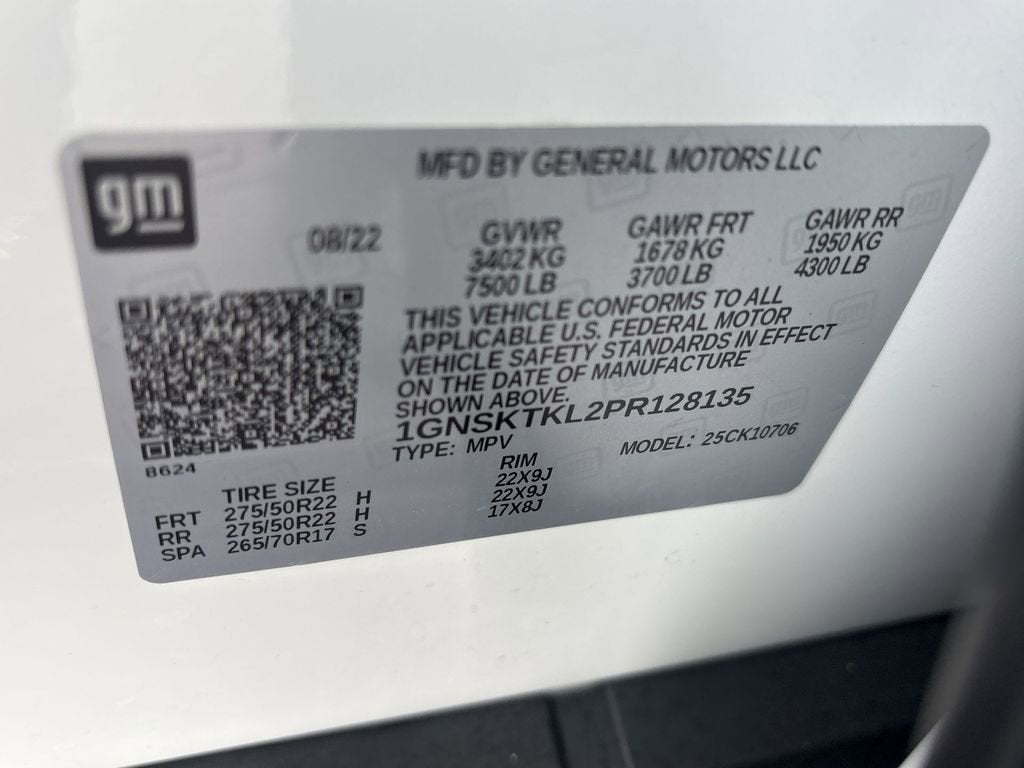 gm
MFD BY GENERAL MOTORS LLC
08/22 GVWR GAWR FRT GAWR RR
3402 KG 1678 KG 1950 KG
7500 LB 3700 LB 4300 LB
THIS VEHICLE CONFORMS TO ALL
APPLICABLE U.S. FEDERAL MOTOR
VEHICLE SAFETY STANDARDS IN EFFECT
ON THE DATE OF MANUFACTURE
SHOWN ABOVE.
1GNSKTKL2PR128135
TYPE: MPV MODEL: 25CK10706
8624
TIRE SIZE RIM
FRT 275/50R22 H 22X9J
RR 275/50R22 H 22X9J
SPA 265/70R17 S 17X8J